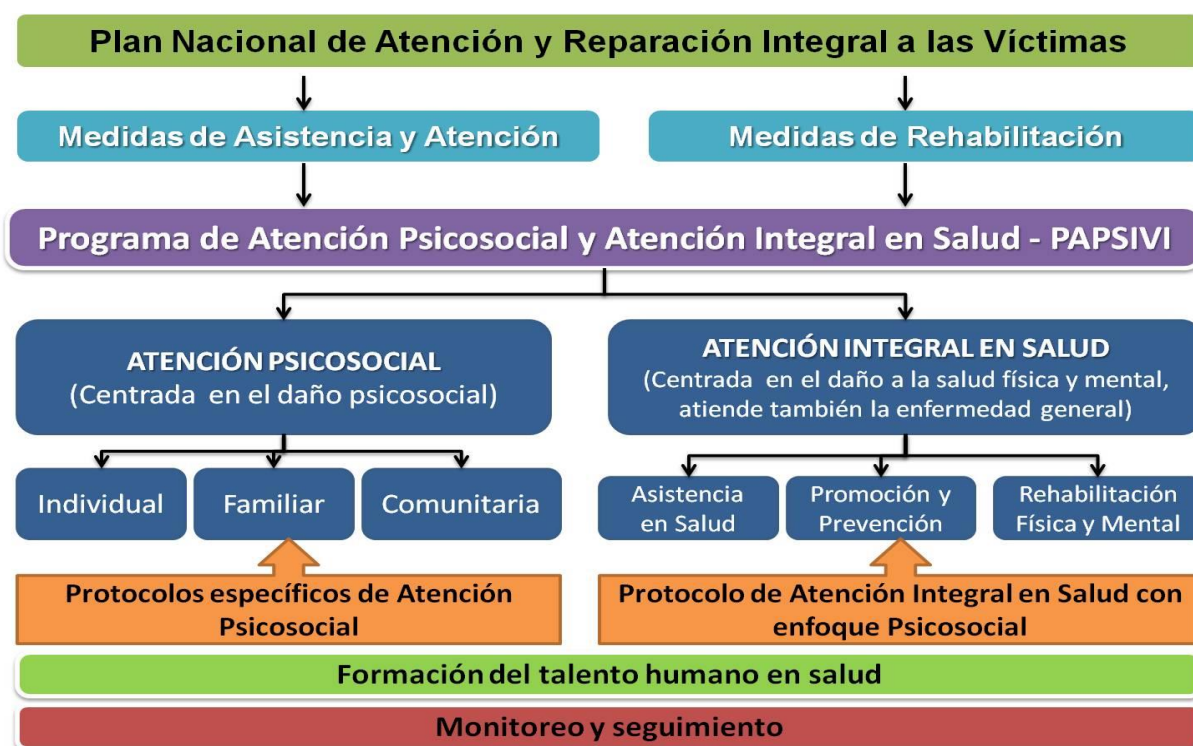 Plan Nacional de Atención y Reparación Integral a las Víctimas
Medidas de Asistencia y Atención
Medidas de Rehabilitación
Programa de Atención Psicosocial y Atención Integral en Salud - PAPSIVI
ATENCIÓN PSICOSOCIAL
(Centrada en el daño psicosocial)
ATENCIÓN INTEGRAL EN SALUD
(Centrada en el daño a la salud física y mental,
atiende también la enfermedad general)
Individual
Familiar
Comunitaria
Asistencia
en Salud
Promoción y
Prevención
Rehabilitación
Física y Mental
Protocolos específicos de Atención
Psicosocial
Protocolo de Atención Integral en Salud con
enfoque Psicosocial
Formación del talento humano en salud
Monitoreo y seguimiento